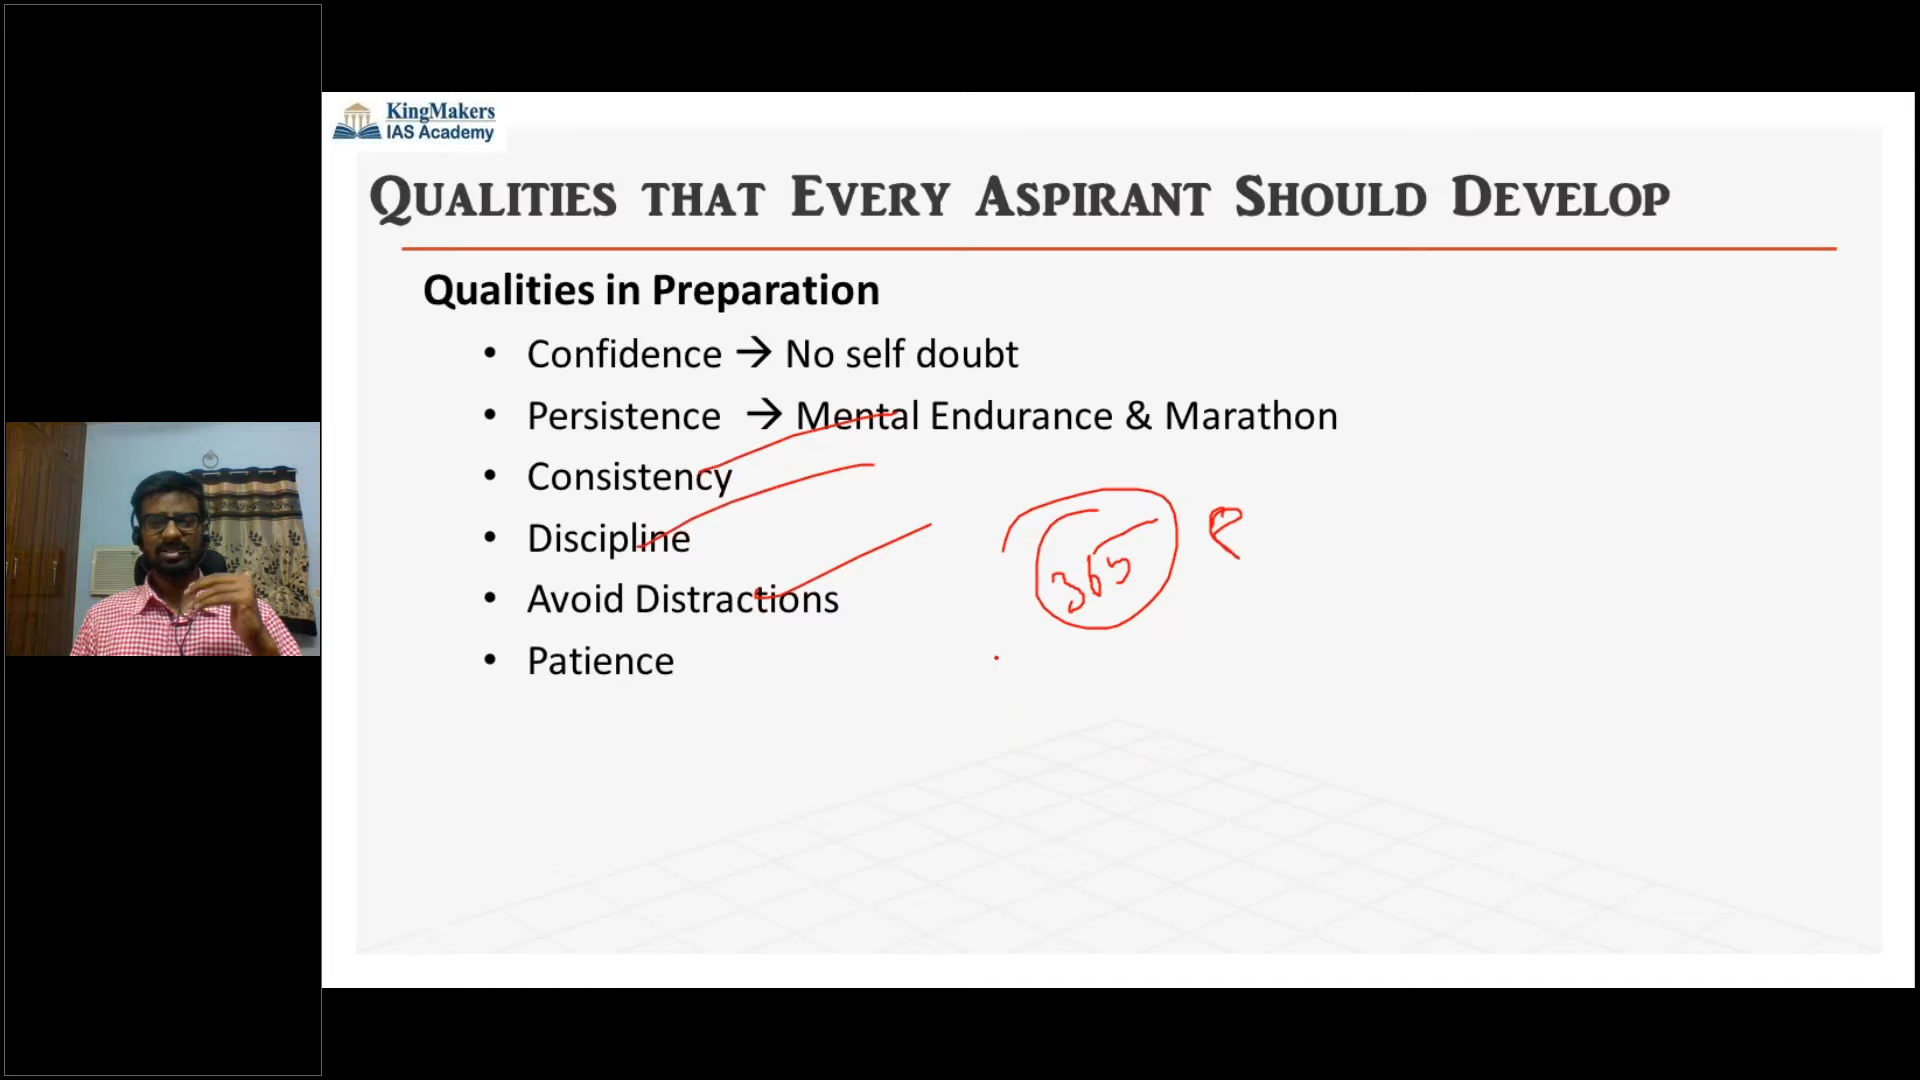 KingMakers
IAS Academy
Qualities that Every Aspirant Should Develop
Qualities in Preparation
• Confidence → No self doubt
• Persistence → Mental Endurance & Marathon
• Consistency
• Discipline
• Avoid Distractions
365
• Patience